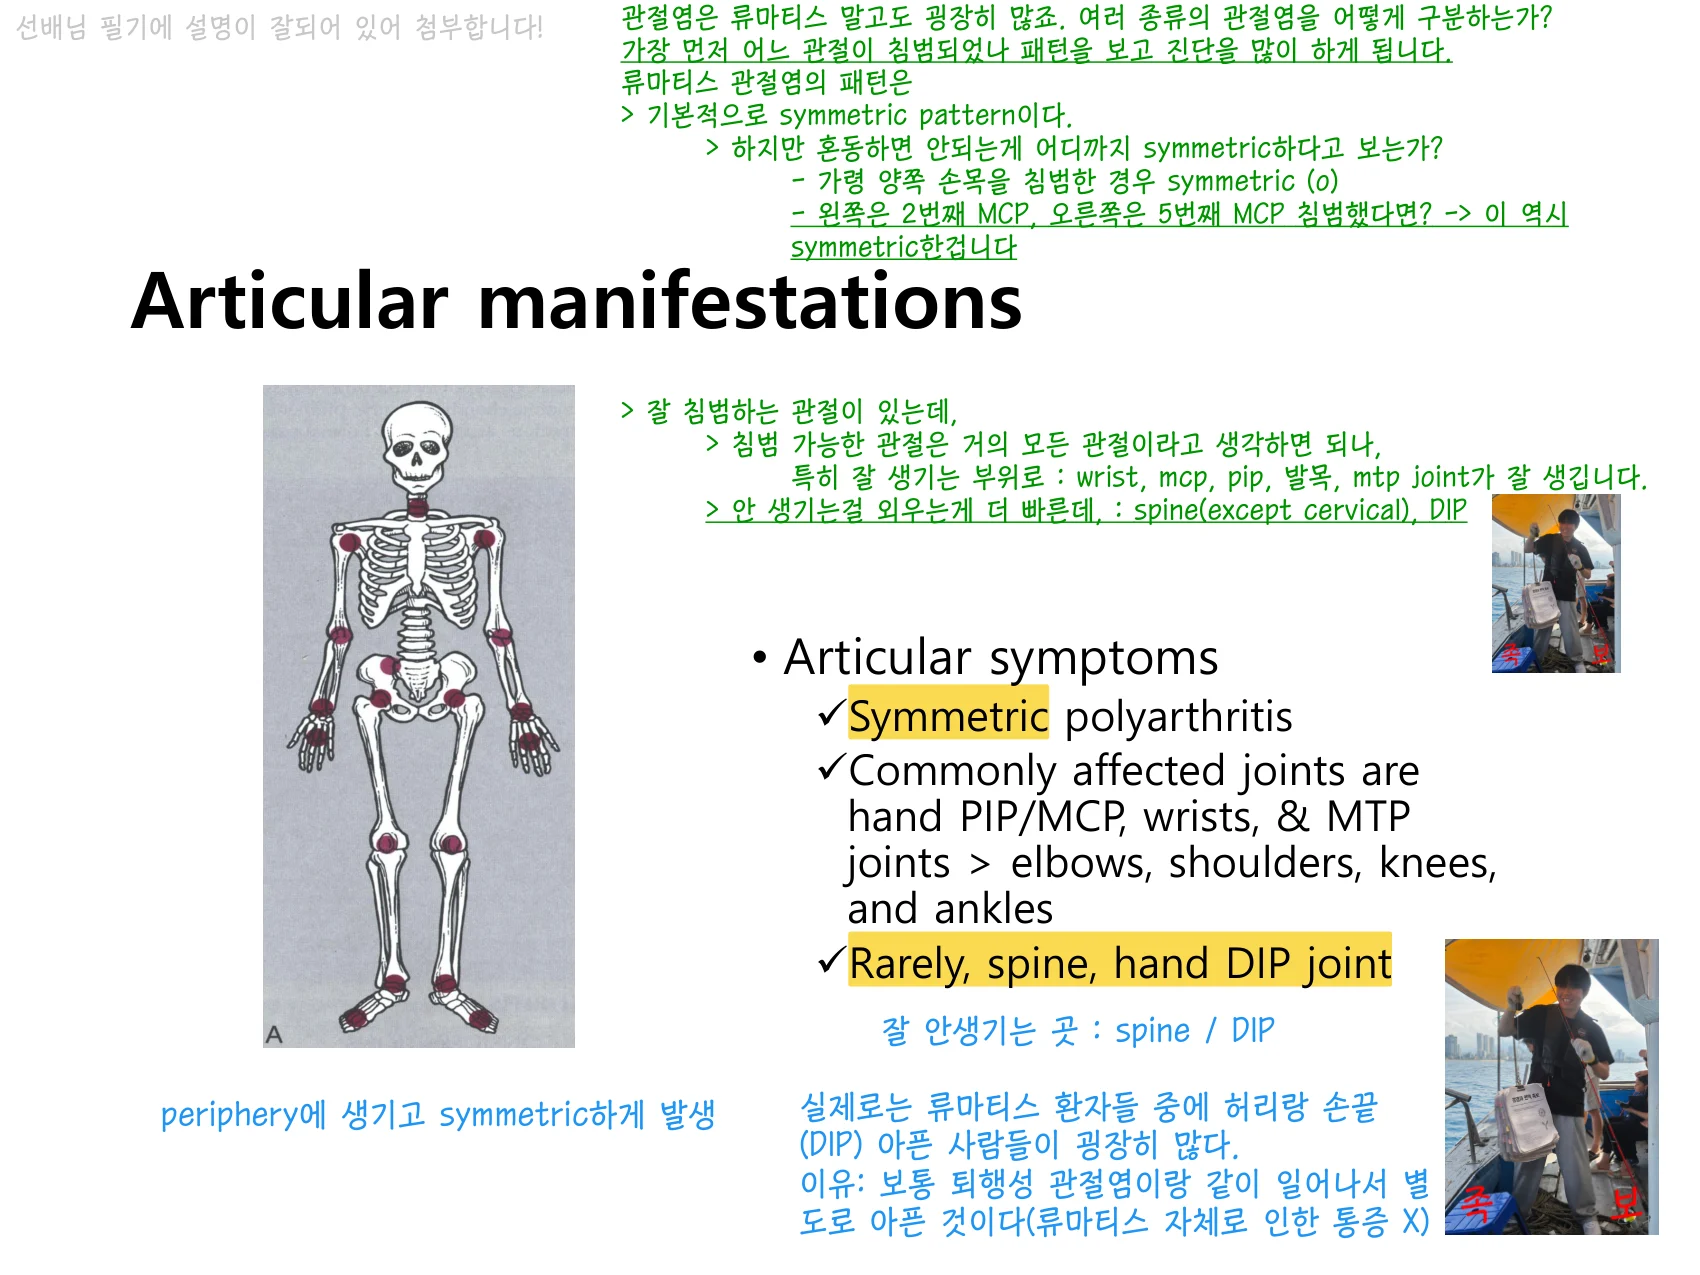 선배님 필기에 설명이 잘되어 있어 첨부합니다!
관절염은 류마티스 말고도 굉장히 많죠. 여러 종류의 관절염을 어떻게 구분하는가?
가장 먼저 어느 관절이 침범되었나 패턴을 보고 진단을 많이 하게 됩니다.
류마티스 관절염의 패턴은
> 기본적으로 symmetric pattern이다.
> 하지만 혼동하면 안되는게 어디까지 symmetric하다고 보는가?
- 가령 양쪽 손목을 침범한 경우 symmetric (o)
- 왼쪽은 2번째 MCP, 오른쪽은 5번째 MCP 침범했다면? -> 이 역시
symmetric한겁니다
Articular manifestations
> 잘 침범하는 관절이 있는데,
> 침범 가능한 관절은 거의 모든 관절이라고 생각하면 되나,
특히 잘 생기는 부위로 : wrist, mcp, pip, 발목, mtp joint가 잘 생깁니다.
> 안 생기는걸 외우는게 더 빠른데, : spine(except cervical), DIP
족 보
• Articular symptoms
✓Symmetric polyarthritis
✓Commonly affected joints are
hand PIP/MCP, wrists, & MTP
joints > elbows, shoulders, knees,
and ankles
✓Rarely, spine, hand DIP joint
A
잘 안생기는 곳 : spine / DIP
periphery에 생기고 symmetric하게 발생
실제로는 류마티스 환자들 중에 허리랑 손끝
(DIP) 아픈 사람들이 굉장히 많다.
이유: 보통 퇴행성 관절염이랑 같이 일어나서 별
도로 아픈 것이다(류마티스 자체로 인한 통증 X)
족 보